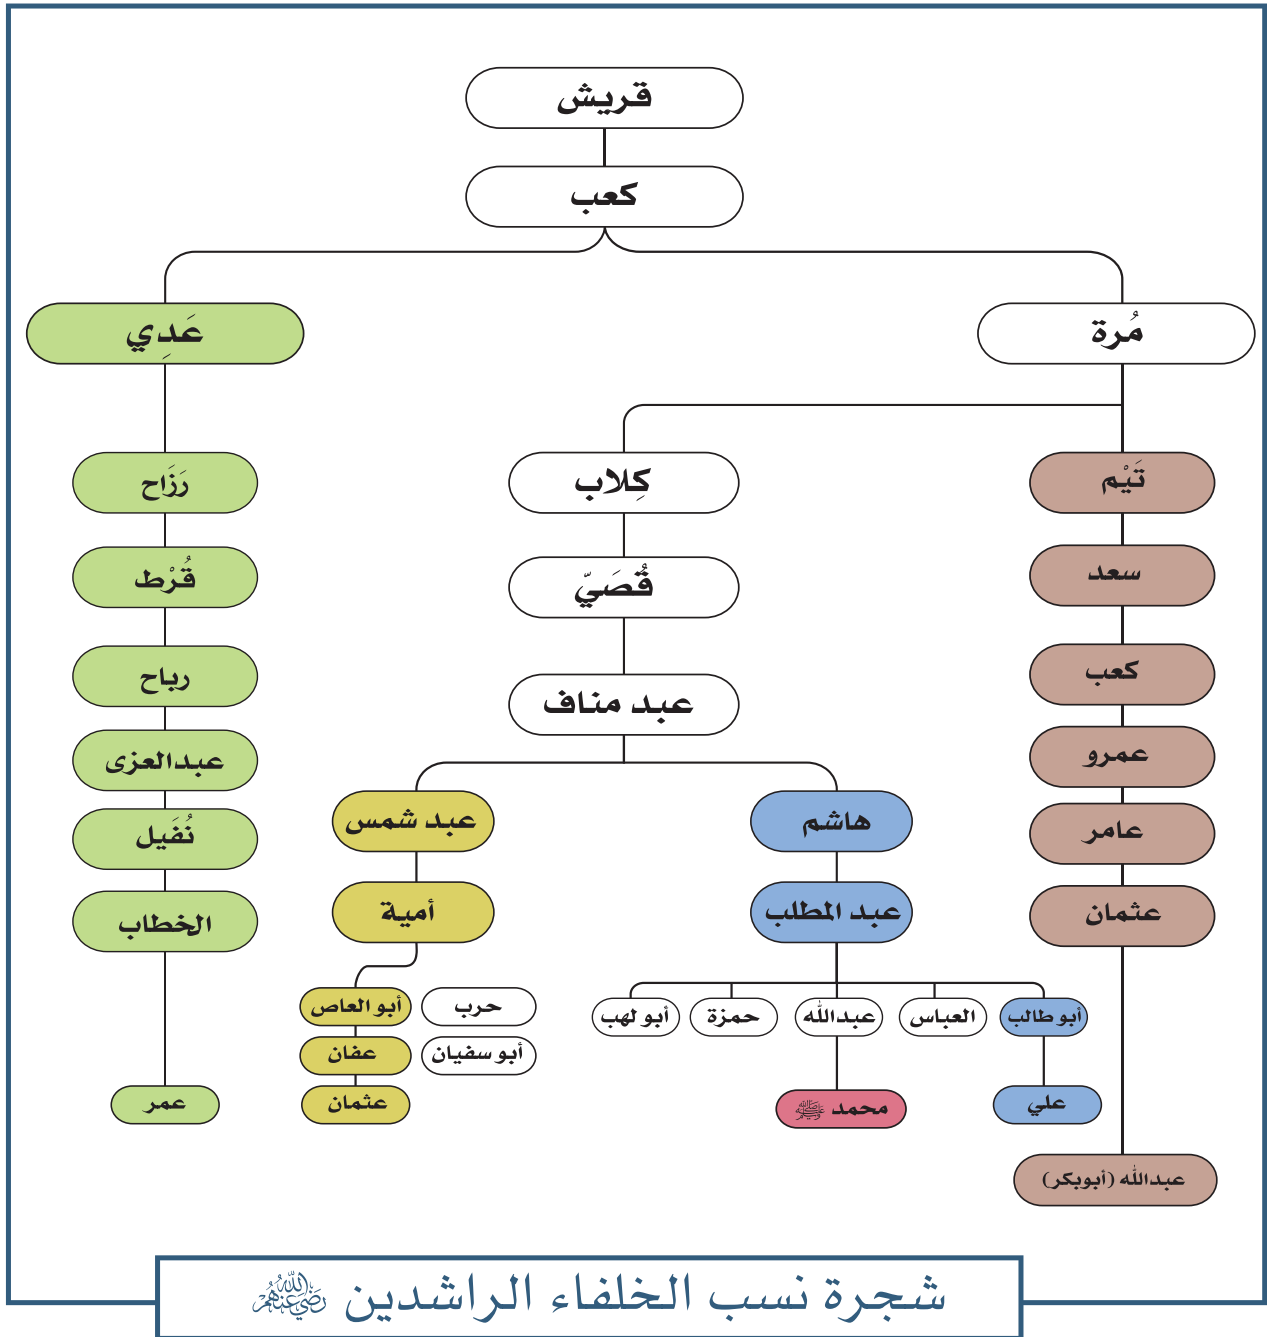 قريش
كعب
مُرة
عَدِي
تَيْم
كِلاب
رَزَاح
سعد
قُصَيّ
قُرْط
كعب
عبد مناف
رباح
عمرو
عبدالعزى
هاشم
عبد شمس
عامر
نُفَيل
عثمان
عبد المطلب
أمية
الخطاب
أبو طالب
العباس
عبدالله
حمزة
أبو لهب
حرب
أبو العاص
أبو سفيان
عفان
علي
محمد ﷺ
عثمان
عمر
عبدالله (أبوبكر)
شجرة نسب الخلفاء الراشدين رضي الله عنهم